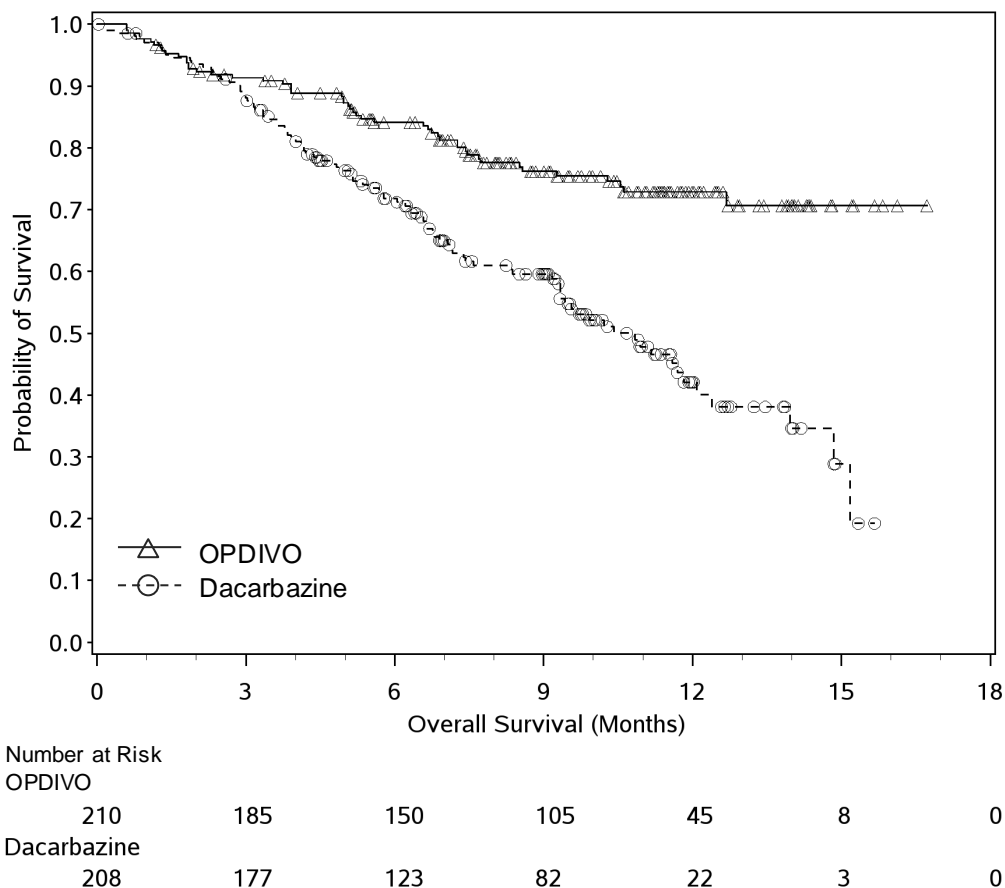 Probability of Survival
1.0
0.9
0.8
0.7
0.6
0.5
0.4
0.3
0.2
0.1
0.0
OPDIVO
Dacarbazine
0 3 6 9 12 15 18
Overall Survival (Months)
Number at Risk
OPDIVO
210 185 150 105 45 8 0
Dacarbazine
208 177 123 82 22 3 0